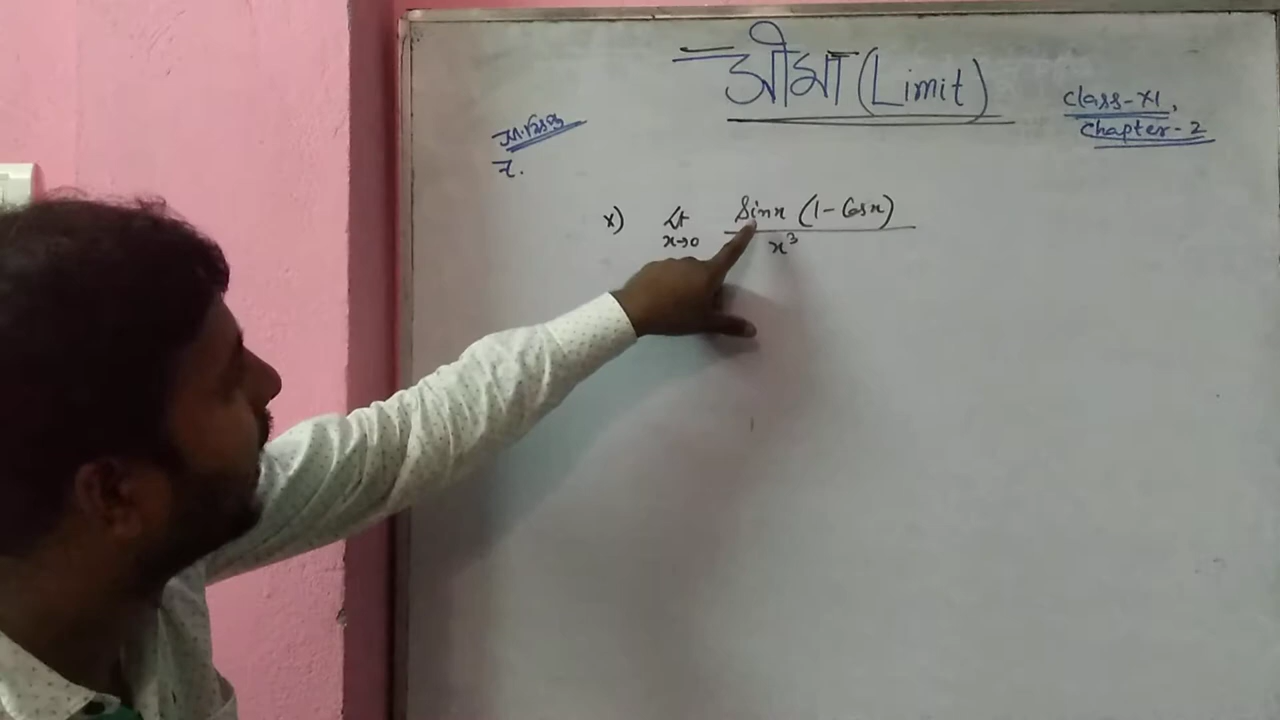 সীমা (Limit)
Class-XI,
Chapter-2
x) Lt x→0 Sinx (1-Cosx) / x³